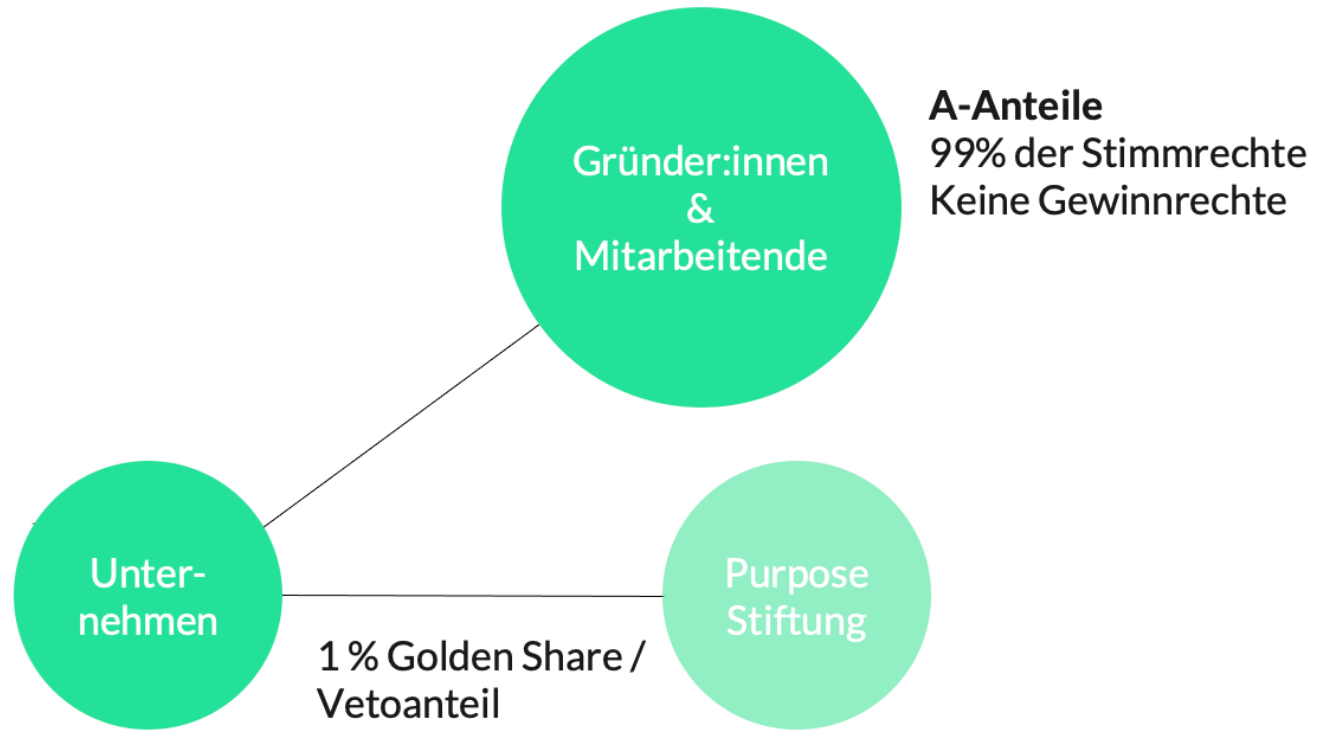 Gründer:innen
&
Mitarbeitende
A-Anteile
99% der Stimmrechte
Keine Gewinnrechte
Unter-
nehmen
1 % Golden Share /
Vetoanteil
Purpose
Stiftung